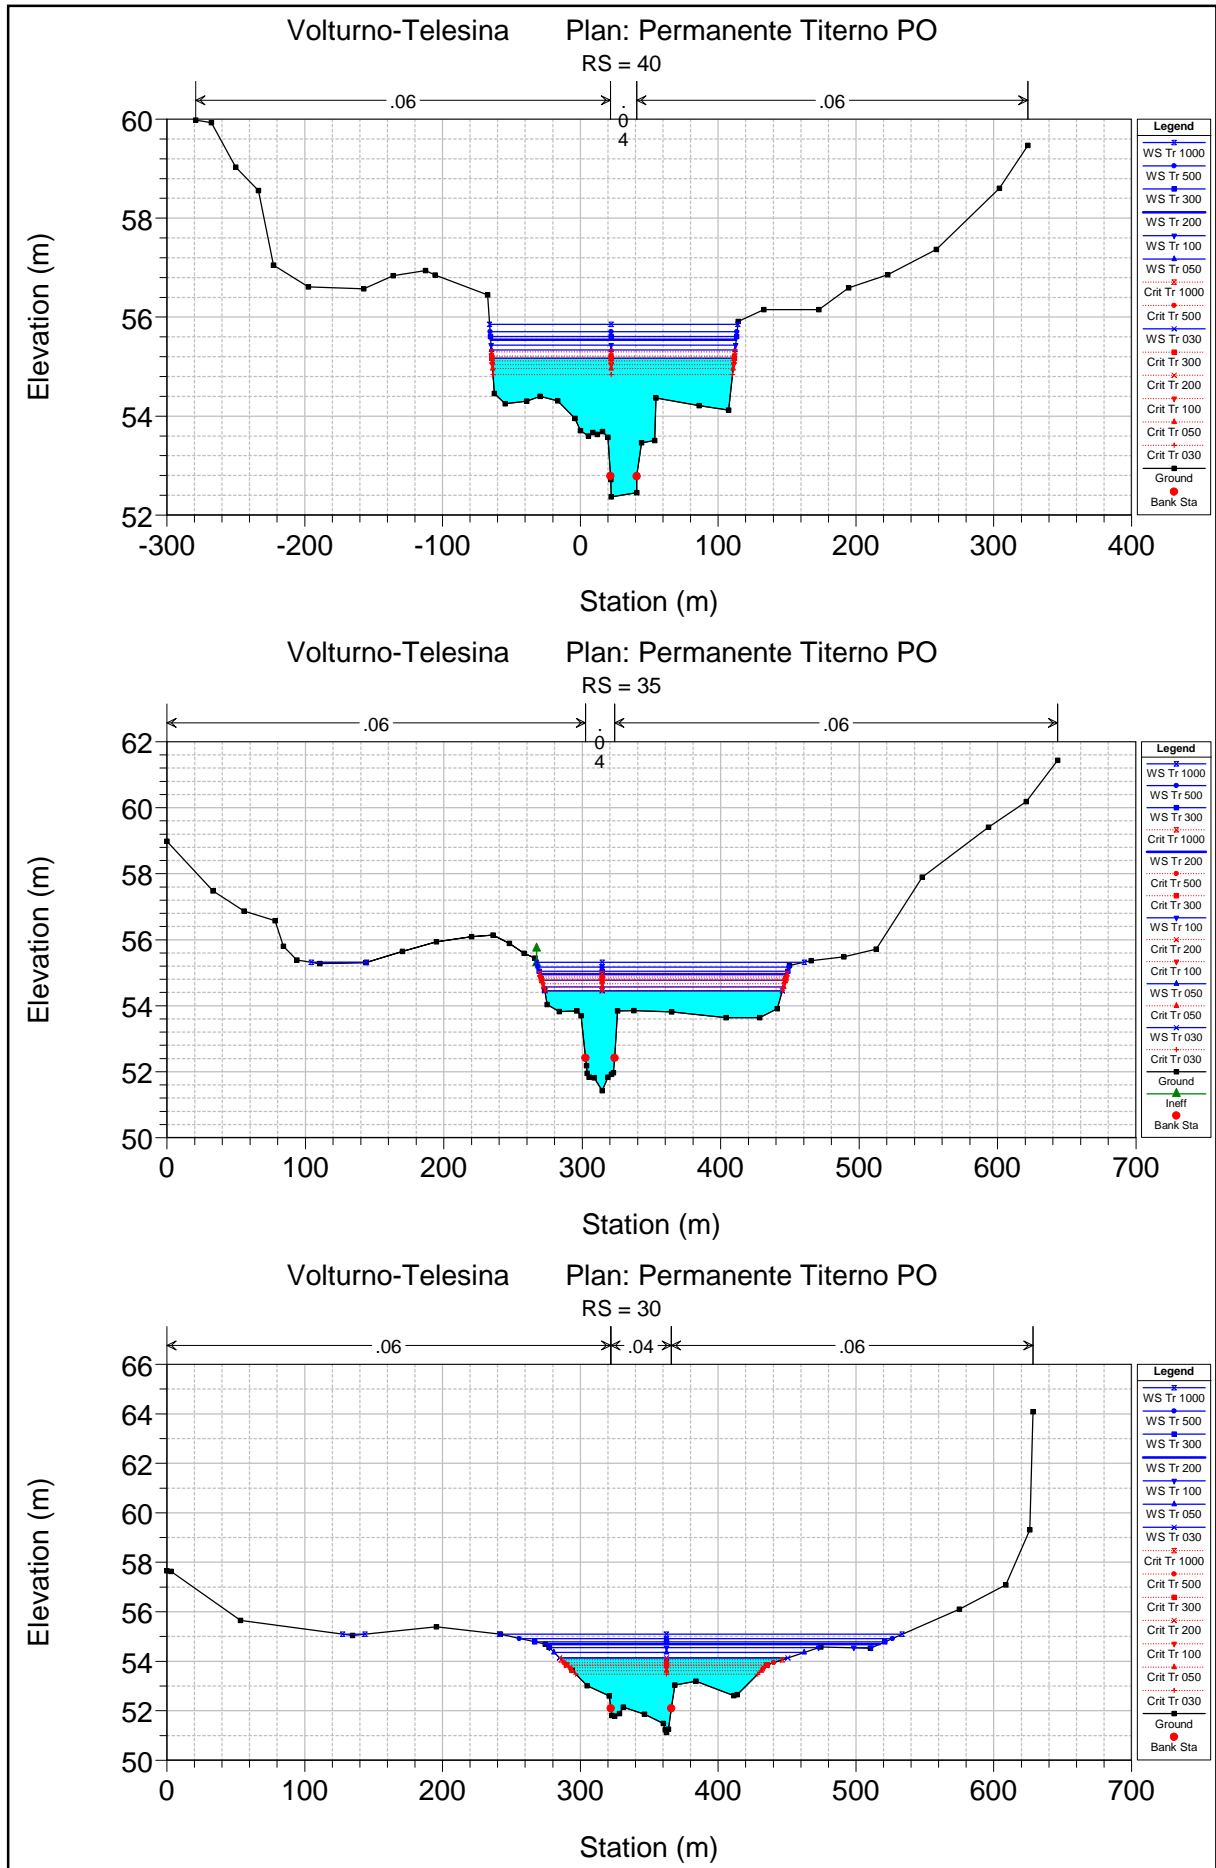 Volturno-Telesina Plan: Permanente Titerno PO
RS = 40
.06 .04 .06
Elevation (m)
60
58
56
54
52
-300 -200 -100 0 100 200 300 400
Station (m)
Legend
WS Tr 1000
WS Tr 500
WS Tr 300
WS Tr 200
WS Tr 100
WS Tr 050
Crit Tr 1000
Crit Tr 500
WS Tr 030
Crit Tr 300
Crit Tr 200
Crit Tr 100
Crit Tr 050
Crit Tr 030
Ground
Bank Sta
Volturno-Telesina Plan: Permanente Titerno PO
RS = 35
.06 .04 .06
Elevation (m)
62
60
58
56
54
52
50
0 100 200 300 400 500 600 700
Station (m)
Legend
WS Tr 1000
WS Tr 500
WS Tr 300
Crit Tr 1000
WS Tr 200
Crit Tr 500
Crit Tr 300
WS Tr 100
Crit Tr 200
Crit Tr 100
WS Tr 050
Crit Tr 050
WS Tr 030
Crit Tr 030
Ground
Ineff
Bank Sta
Volturno-Telesina Plan: Permanente Titerno PO
RS = 30
.06 .04 .06
Elevation (m)
66
64
62
60
58
56
54
52
50
0 100 200 300 400 500 600 700
Station (m)
Legend
WS Tr 1000
WS Tr 500
WS Tr 300
WS Tr 200
WS Tr 100
WS Tr 050
WS Tr 030
Crit Tr 1000
Crit Tr 500
Crit Tr 300
Crit Tr 200
Crit Tr 100
Crit Tr 050
Crit Tr 030
Ground
Bank Sta